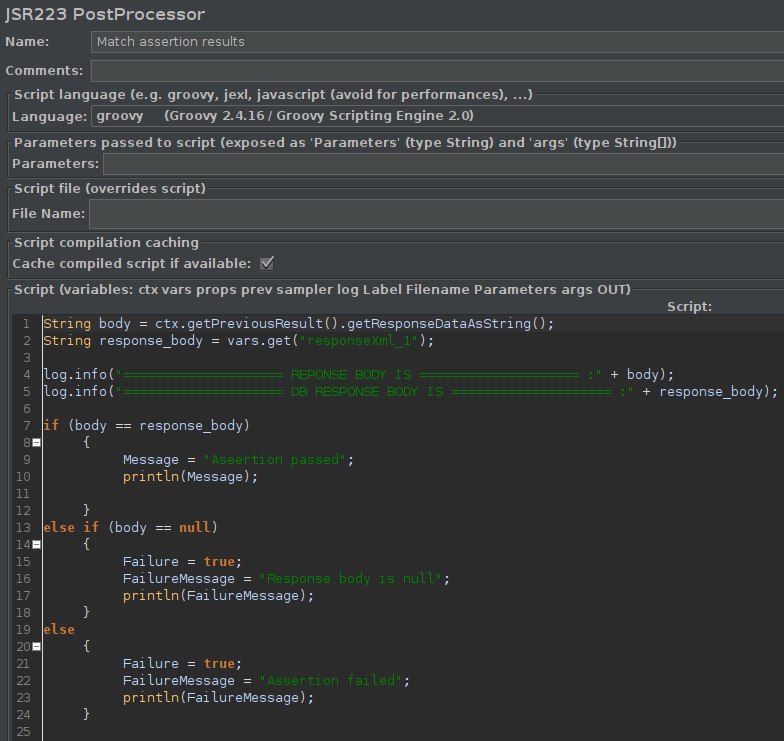 JSR223 PostProcessor
Name: Match assertion results
Comments:
Script language (e.g. groovy, jexl, javascript (avoid for performances), ...)
Language: groovy (Groovy 2.4.16 / Groovy Scripting Engine 2.0)
Parameters passed to script (exposed as 'Parameters' (type String) and 'args' (type String[]))
Parameters:
Script file (overrides script)
File Name:
Script compilation caching
Cache compiled script if available:
Script (variables: ctx vars props prev sampler log Label Filename Parameters args OUT)
Script:
1 String body = ctx.getPreviousResult().getResponseDataAsString();
2 String response_body = vars.get("responseXml_1");
3
4 log.info("==================== REPONSE BODY IS ==================== :" + body);
5 log.info("==================== DB RESPONSE BODY IS ==================== :" + response_body);
6
7 if (body == response_body)
8 {
9 Message = "Aseertion passed";
10 println(Message);
11
12 }
13 else if (body == null)
14 {
15 Failure = true;
16 FailureMessage = "Response body is null";
17 println(FailureMessage);
18 }
19 else
20 {
21 Failure = true;
22 FailureMessage = "Assertion failed";
23 println(FailureMessage);
24 }
25